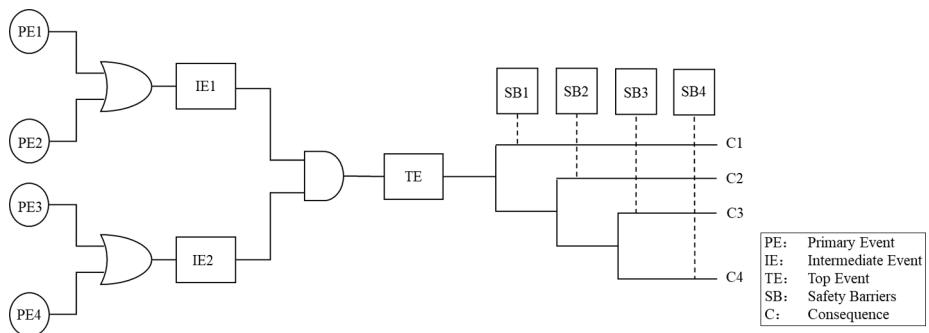 PE1
PE2
PE3
PE4
IE1
IE2
TE
SB1
SB2
SB3
SB4
C1
C2
C3
C4
PE： Primary Event
IE： Intermediate Event
TE： Top Event
SB： Safety Barriers
C： Consequence